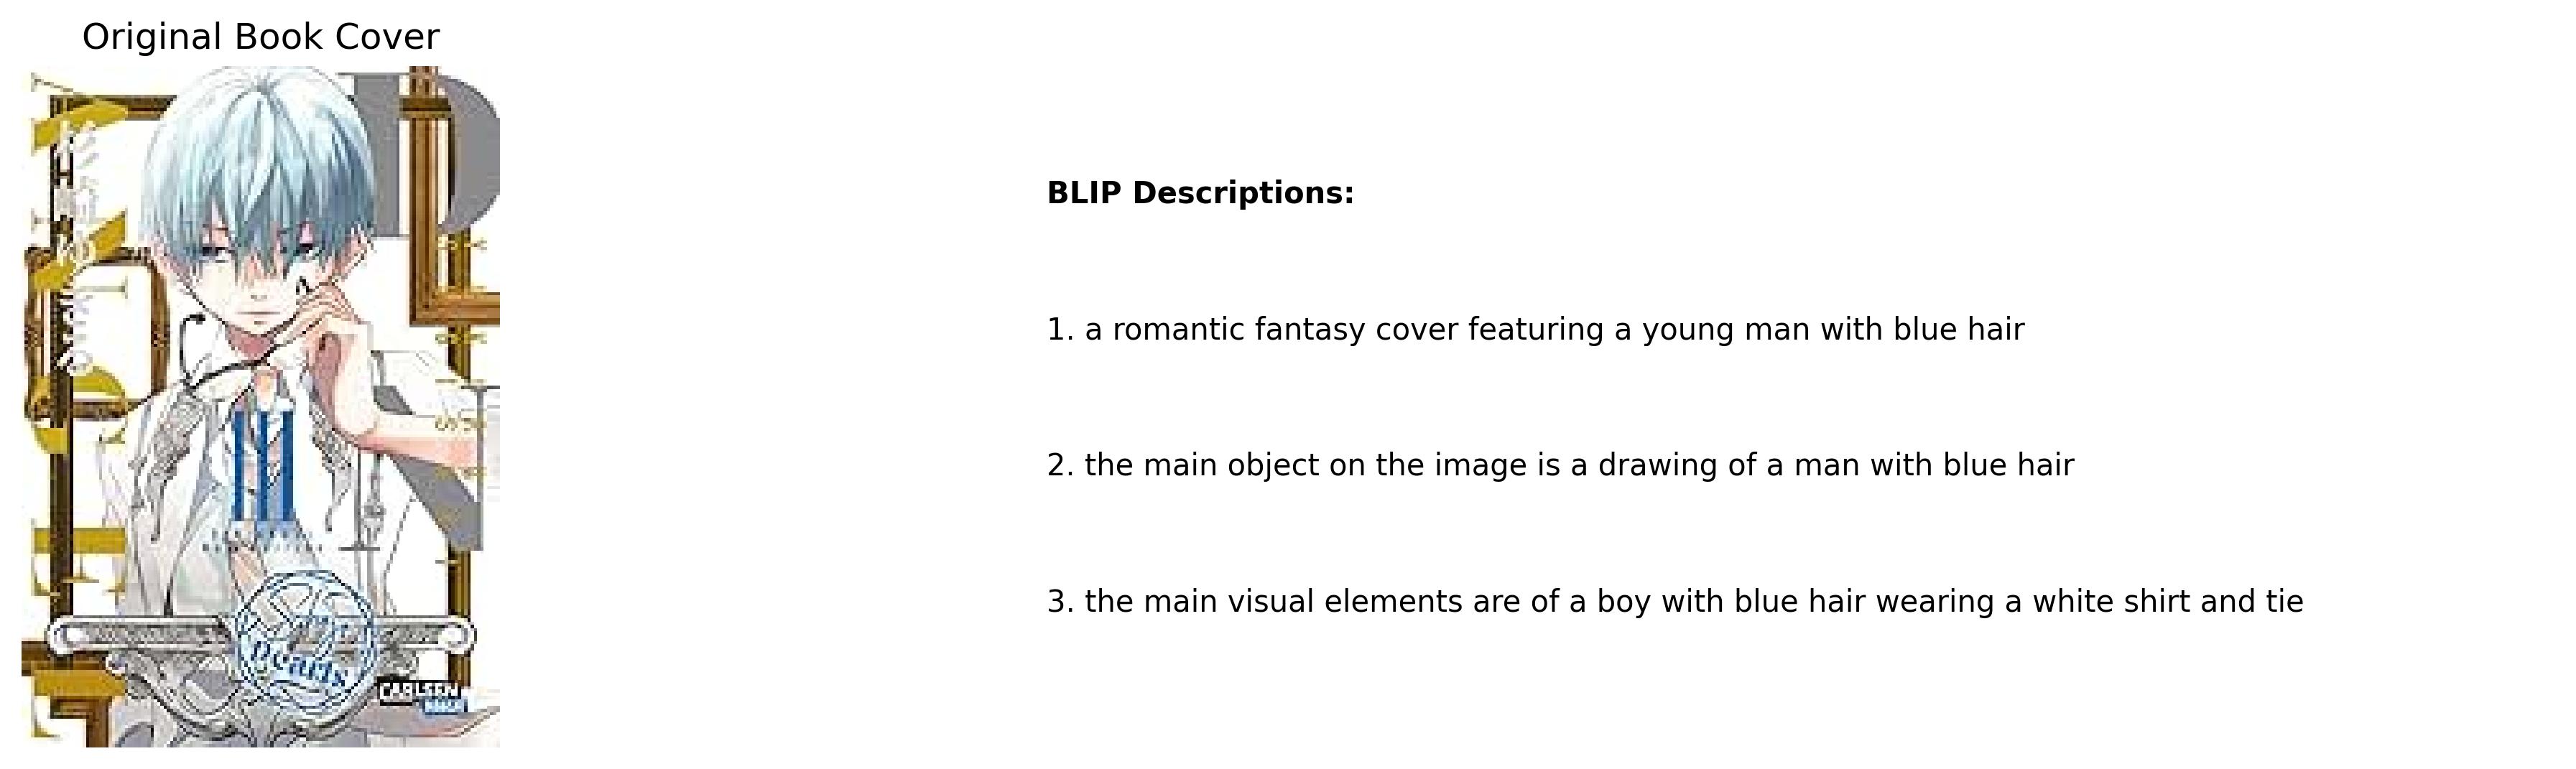 Original Book Cover
BLIP Descriptions:
1. a romantic fantasy cover featuring a young man with blue hair
2. the main object on the image is a drawing of a man with blue hair
3. the main visual elements are of a boy with blue hair wearing a white shirt and tie
III
Hearts
CARLSEN
MANGA!